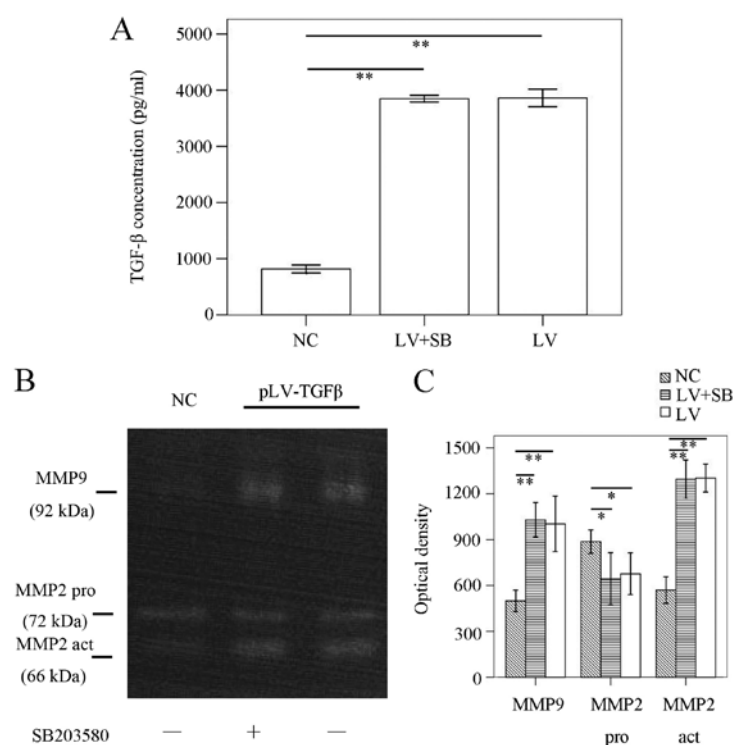 A
TGF-β concentration (pg/ml)
5000
4000
3000
2000
1000
0
**
**
NC
LV+SB
LV
B
NC
pLV-TGFβ
MMP9
(92 kDa)
MMP2 pro
(72 kDa)
MMP2 act
(66 kDa)
SB203580
—
+
—
C
NC
LV+SB
LV
Optical density
1500
1200
900
600
300
0
**
**
*
*
**
**
MMP9
MMP2
pro
MMP2
act